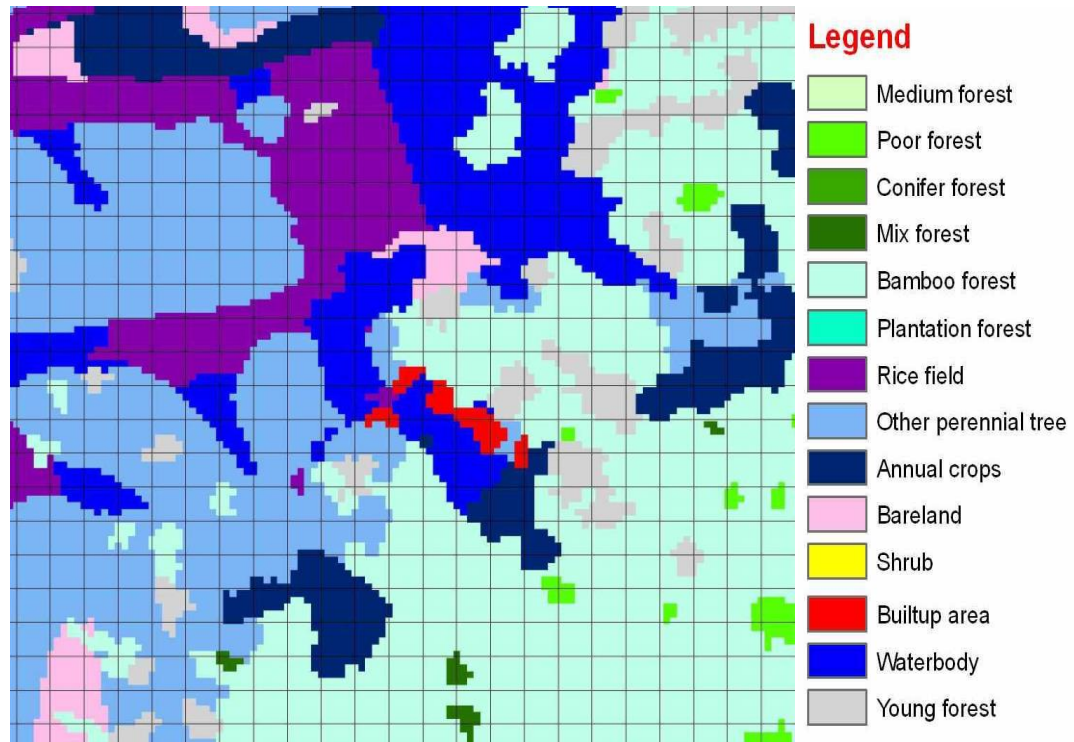 Legend
Medium forest
Poor forest
Conifer forest
Mix forest
Bamboo forest
Plantation forest
Rice field
Other perennial tree
Annual crops
Bareland
Shrub
Builtup area
Waterbody
Young forest